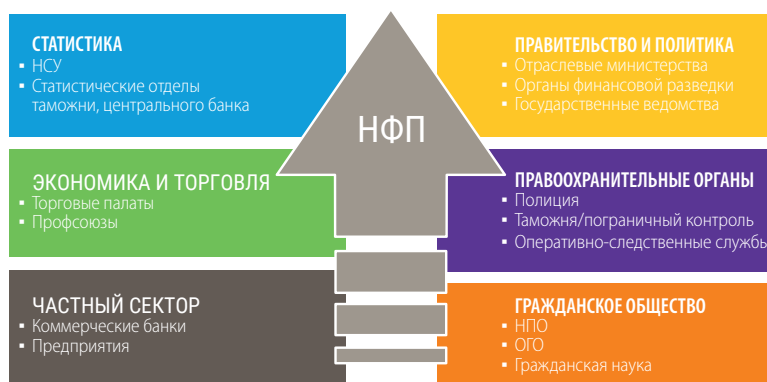 СТАТИСТИКА
▪ НСУ
▪ Статистические отделы
таможни, центрального банка
ЭКОНОМИКА И ТОРГОВЛЯ
▪ Торговые палаты
▪ Профсоюзы
ЧАСТНЫЙ СЕКТОР
▪ Коммерческие банки
▪ Предприятия
НФП
ПРАВИТЕЛЬСТВО И ПОЛИТИКА
▪ Отраслевые министерства
▪ Органы финансовой разведки
▪ Государственные ведомства
ПРАВООХРАНИТЕЛЬНЫЕ ОРГАНЫ
▪ Полиция
▪ Таможня/пограничный контроль
▪ Оперативно-следственные службы
ГРАЖДАНСКОЕ ОБЩЕСТВО
▪ НПО
▪ ОГО
▪ Гражданская наука